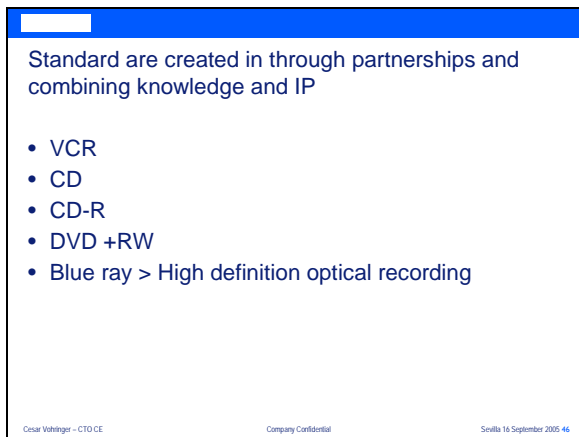 Standard are created in through partnerships and
combining knowledge and IP
• VCR
• CD
• CD-R
• DVD +RW
• Blue ray > High definition optical recording
Cesar Vohringer – CTO CE Company Confidential Sevilla 16 September 2005 46